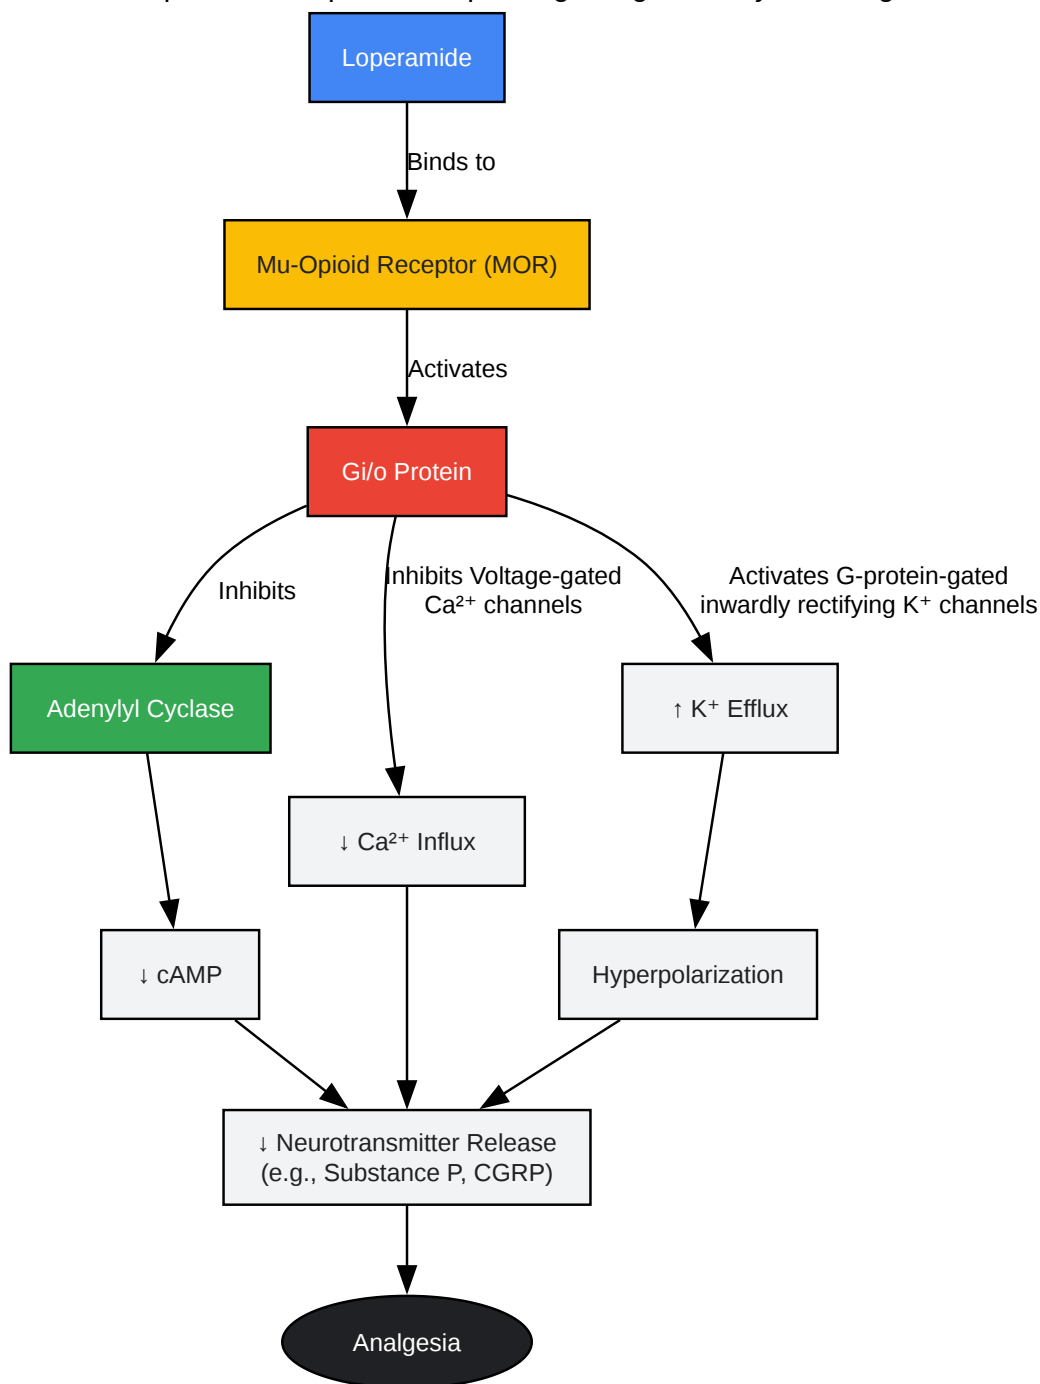 Loperamide
Binds to
Mu-Opioid Receptor (MOR)
Activates
Gi/o Protein
Inhibits
Inhibits Voltage-gated
Ca²⁺ channels
Activates G-protein-gated
inwardly rectifying K⁺ channels
Adenylyl Cyclase
↑ K⁺ Efflux
↓ Ca²⁺ Influx
↓ cAMP
Hyperpolarization
↓ Neurotransmitter Release
(e.g., Substance P, CGRP)
Analgesia